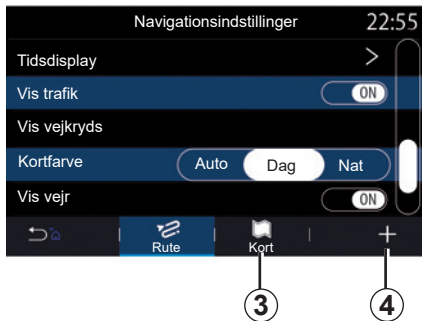 Navigationsindstillinger 22:55
Tidsdisplay >
Vis trafik ON
Vis vejkryds
Kortfarve Auto Dag Nat
Vis vejr ON
Rute Kort +
3 4